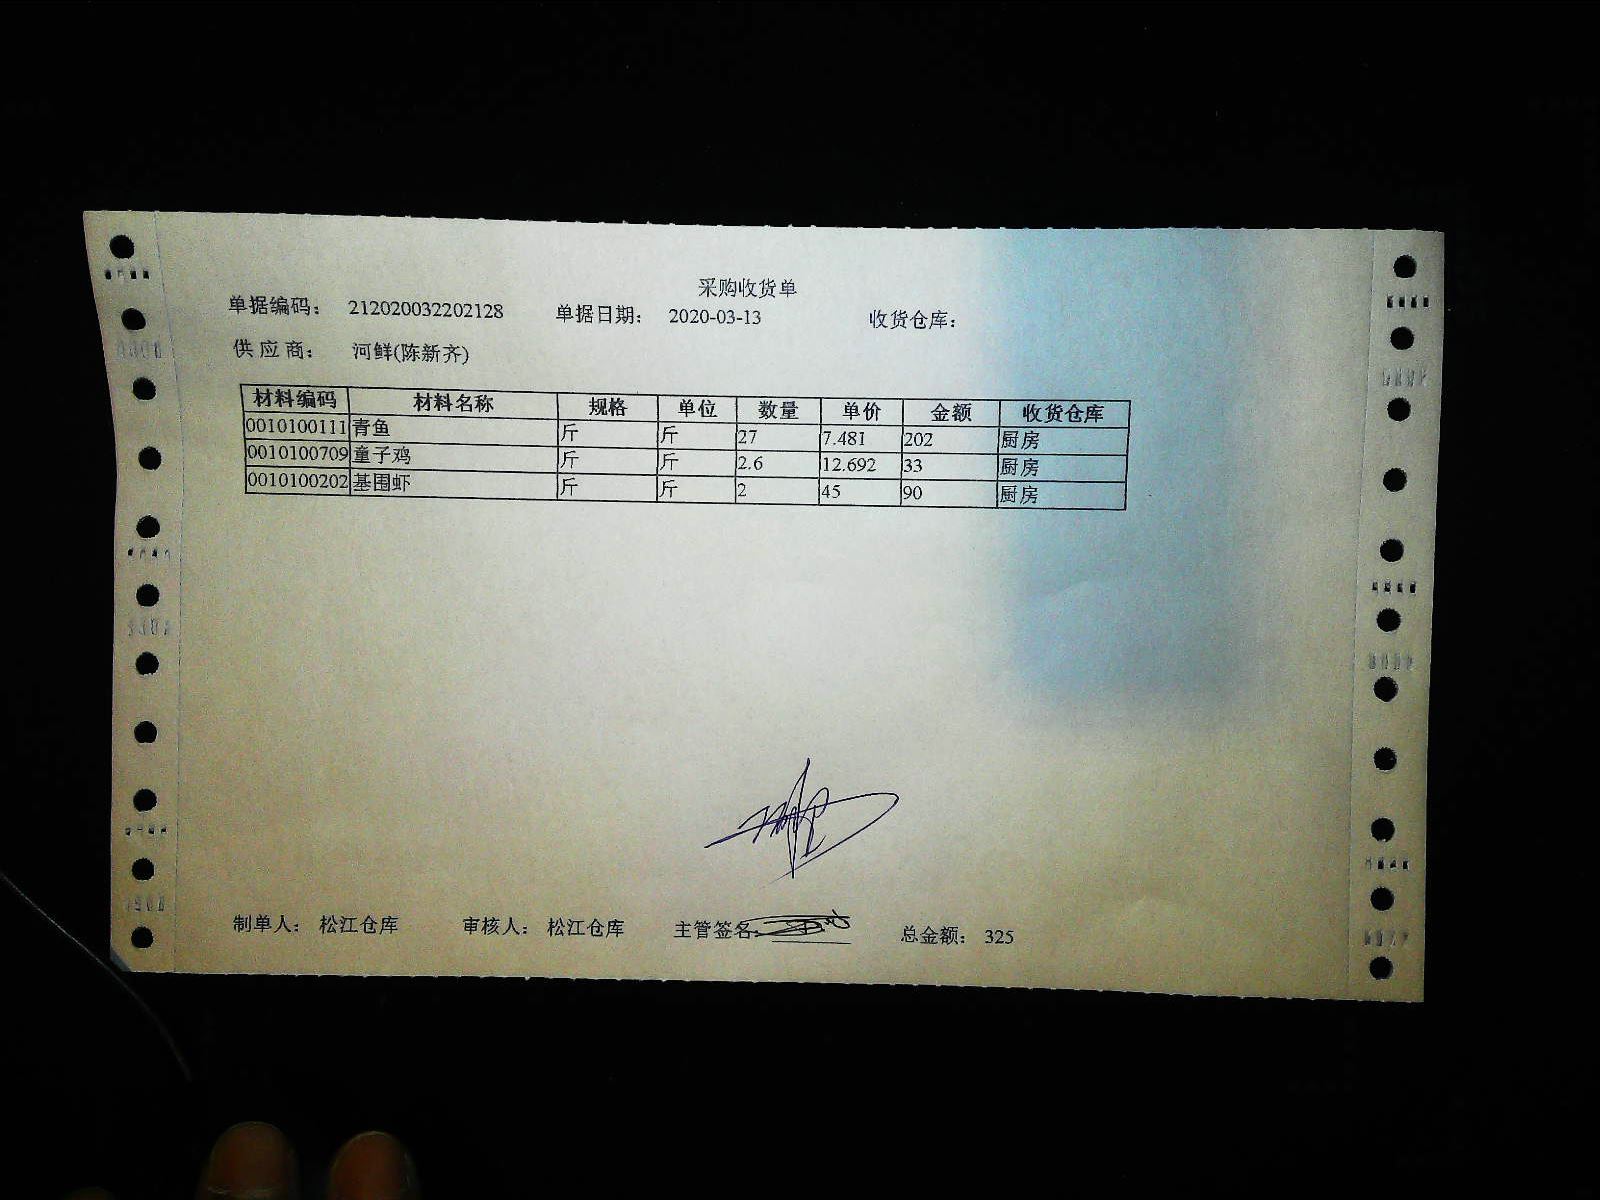 采购收货单
单据编码： 212020032202128 单据日期： 2020-03-13 收货仓库：
供应商： 河鲜(陈新齐)
材料编码 材料名称 规格 单位 数量 单价 金额 收货仓库
0010100111 青鱼 斤 斤 27 7.481 202 厨房
0010100709 童子鸡 斤 斤 2.6 12.692 33 厨房
0010100202 基围虾 斤 斤 2 45 90 厨房
制单人： 松江仓库 审核人： 松江仓库 主管签名: 总金额： 325